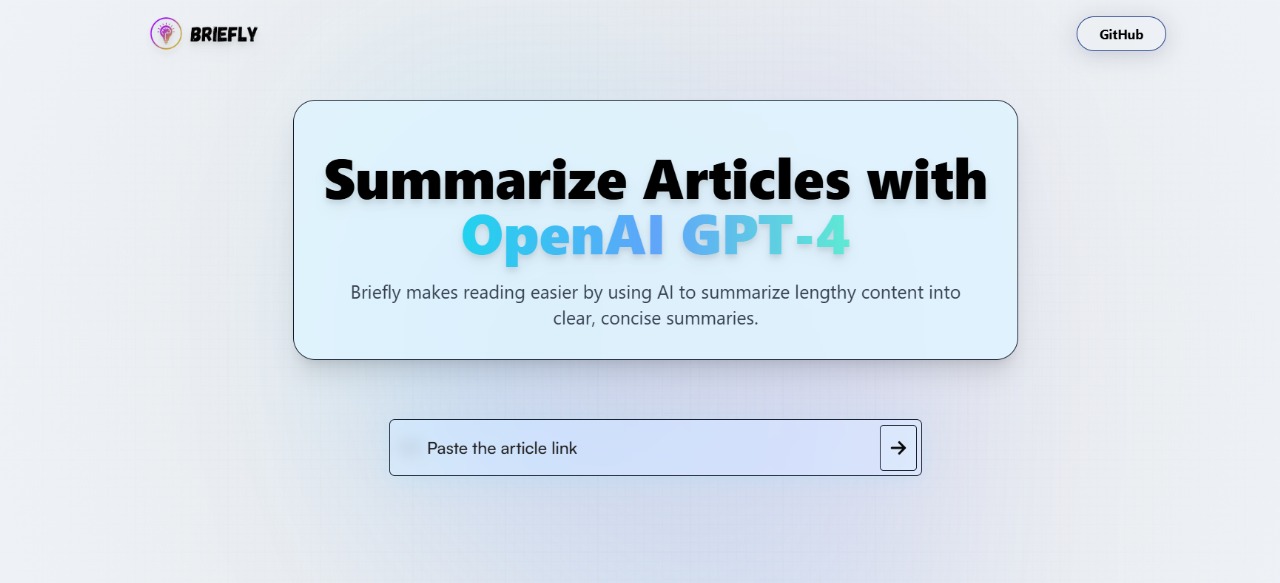 BRIEFLY
GitHub
Summarize Articles with
OpenAI GPT-4
Briefly makes reading easier by using AI to summarize lengthy content into
clear, concise summaries.
Paste the article link